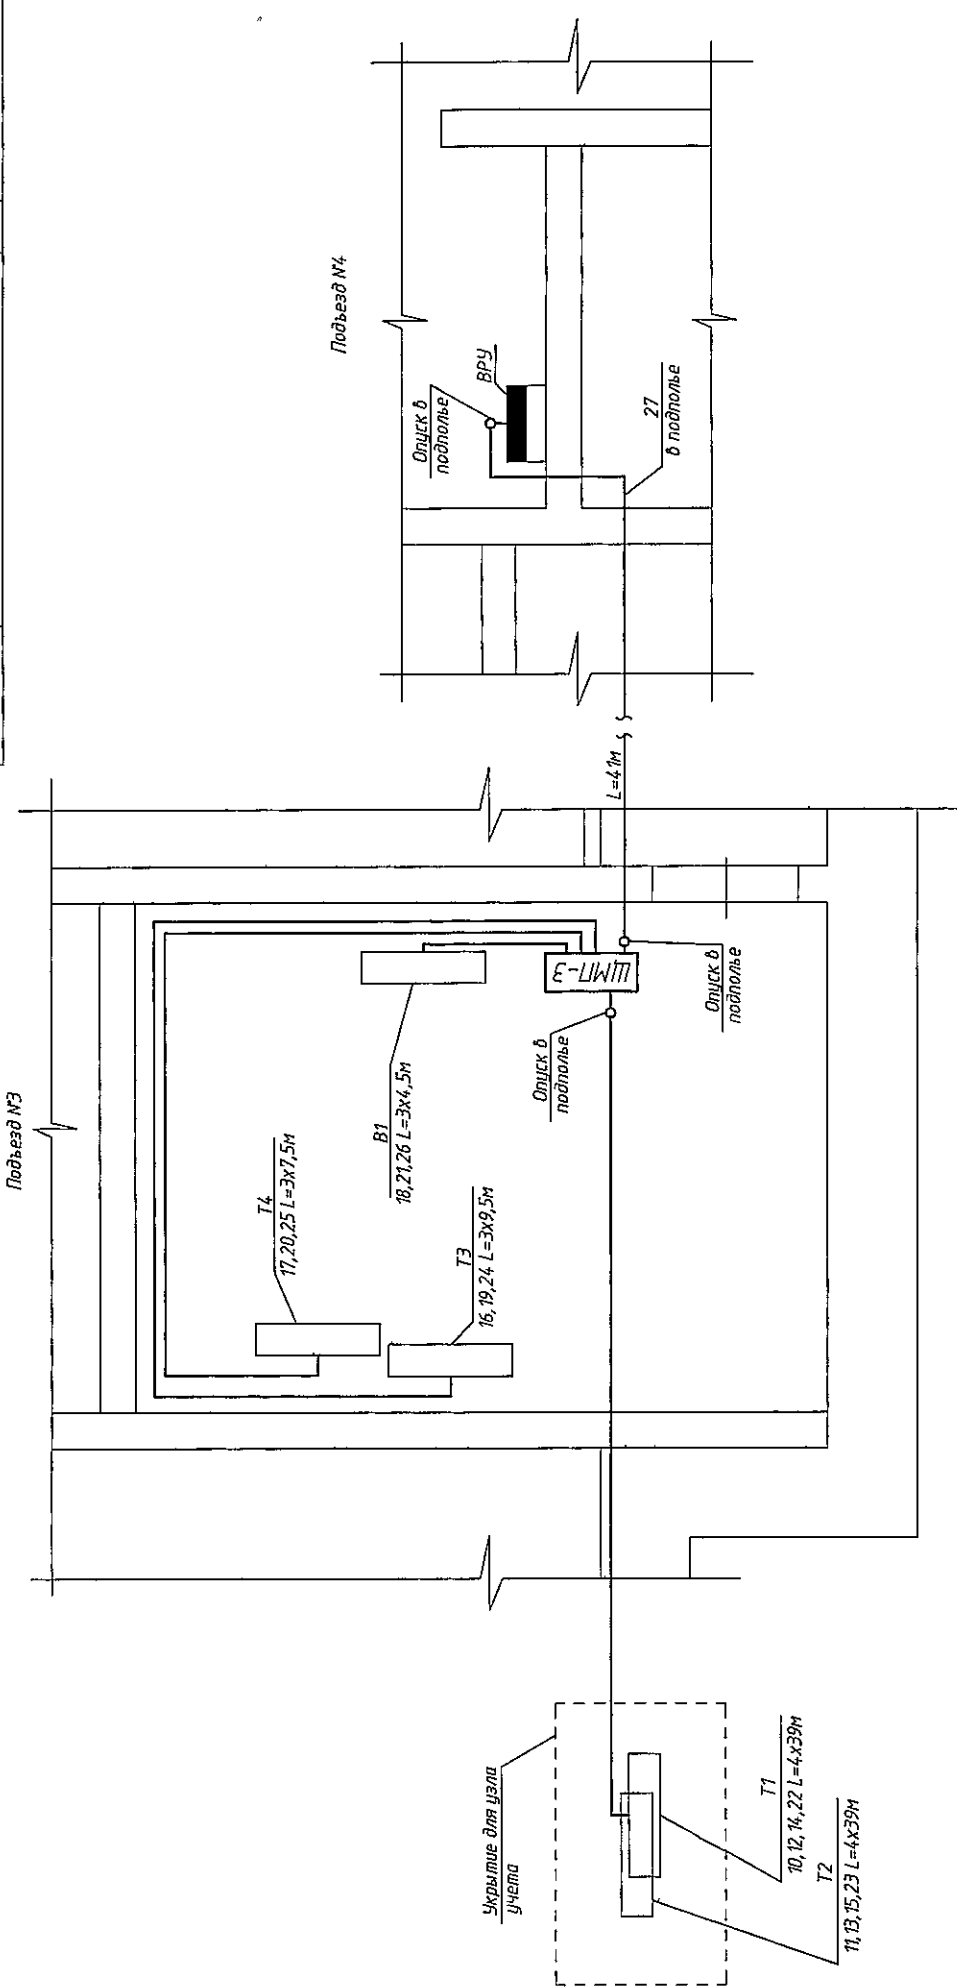 Подъезд №4
Опуск в
подполье
ВРУ
27
в подполье
Подъезд №3
L=41м
Т4
17,20,25 L=3х7,5м
В1
18,21,26 L=3х4,5м
Т3
16,19,24 L=3х9,5м
ЩМП-3
Опуск в
подполье
Опуск в
подполье
Укрытие для узла
учета
Т1
10,12,14,22 L=4х39м
Т2
11,13,15,23 L=4х39м